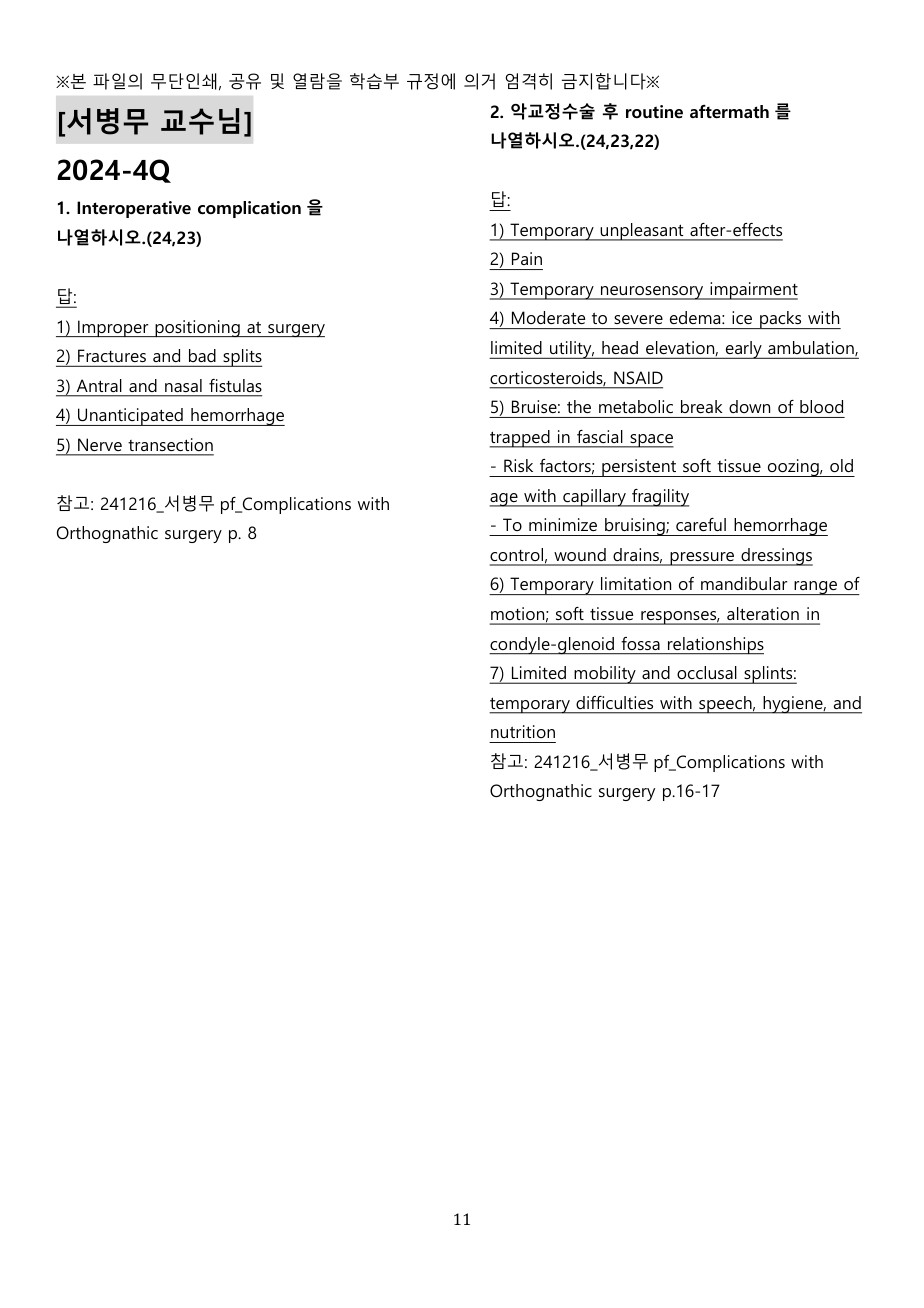 ※본 파일의 무단인쇄, 공유 및 열람을 학습부 규정에 의거 엄격히 금지합니다※
[서병무 교수님]
2024-4Q
1. Interoperative complication 을
나열하시오.(24,23)
답:
1) Improper positioning at surgery
2) Fractures and bad splits
3) Antral and nasal fistulas
4) Unanticipated hemorrhage
5) Nerve transection
참고: 241216_서병무 pf_Complications with
Orthognathic surgery p. 8
2. 악교정수술 후 routine aftermath 를
나열하시오.(24,23,22)
답:
1) Temporary unpleasant after-effects
2) Pain
3) Temporary neurosensory impairment
4) Moderate to severe edema: ice packs with
limited utility, head elevation, early ambulation,
corticosteroids, NSAID
5) Bruise: the metabolic break down of blood
trapped in fascial space
- Risk factors; persistent soft tissue oozing, old
age with capillary fragility
- To minimize bruising; careful hemorrhage
control, wound drains, pressure dressings
6) Temporary limitation of mandibular range of
motion; soft tissue responses, alteration in
condyle-glenoid fossa relationships
7) Limited mobility and occlusal splints:
temporary difficulties with speech, hygiene, and
nutrition
참고: 241216_서병무 pf_Complications with
Orthognathic surgery p.16-17
11